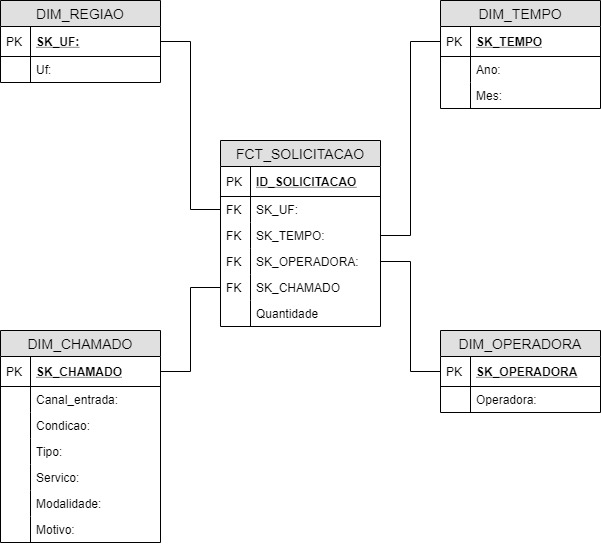 DIM_REGIAO
PK SK_UF:
Uf:
DIM_TEMPO
PK SK_TEMPO
Ano:
Mes:
FCT_SOLICITACAO
PK ID_SOLICITACAO
FK SK_UF:
FK SK_TEMPO:
FK SK_OPERADORA:
FK SK_CHAMADO
Quantidade
DIM_CHAMADO
PK SK_CHAMADO
Canal_entrada:
Condicao:
Tipo:
Servico:
Modalidade:
Motivo:
DIM_OPERADORA
PK SK_OPERADORA
Operadora: